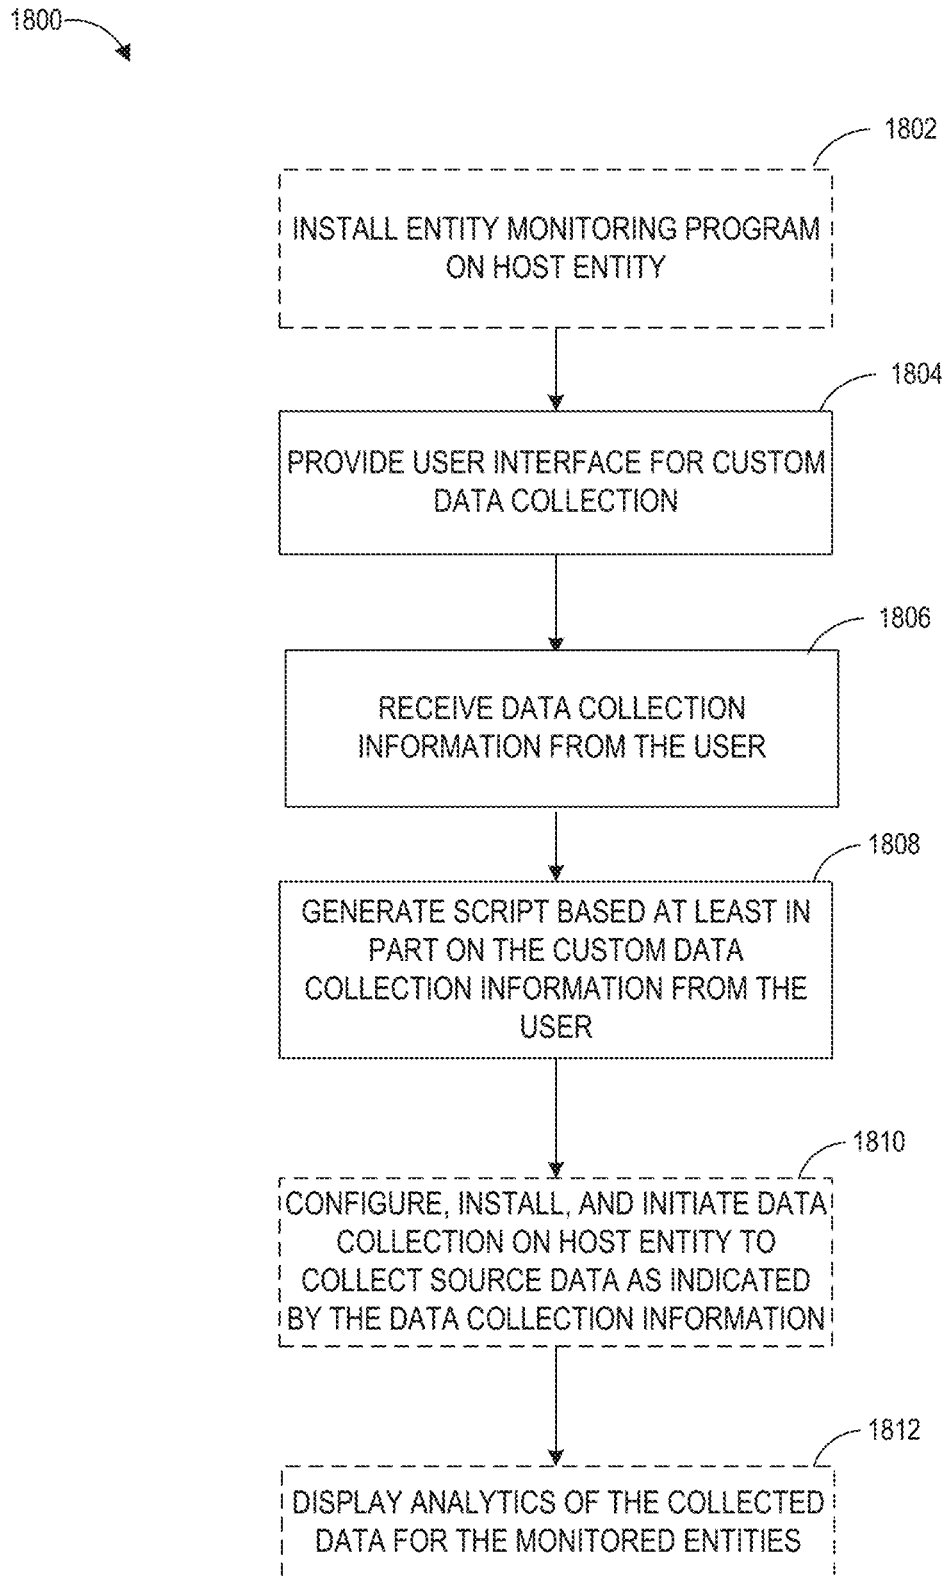 1800
1802
INSTALL ENTITY MONITORING PROGRAM
ON HOST ENTITY
1804
PROVIDE USER INTERFACE FOR CUSTOM
DATA COLLECTION
1806
RECEIVE DATA COLLECTION
INFORMATION FROM THE USER
1808
GENERATE SCRIPT BASED AT LEAST IN
PART ON THE CUSTOM DATA
COLLECTION INFORMATION FROM THE
USER
1810
CONFIGURE, INSTALL, AND INITIATE DATA
COLLECTION ON HOST ENTITY TO
COLLECT SOURCE DATA AS INDICATED
BY THE DATA COLLECTION INFORMATION
1812
DISPLAY ANALYTICS OF THE COLLECTED
DATA FOR THE MONITORED ENTITIES